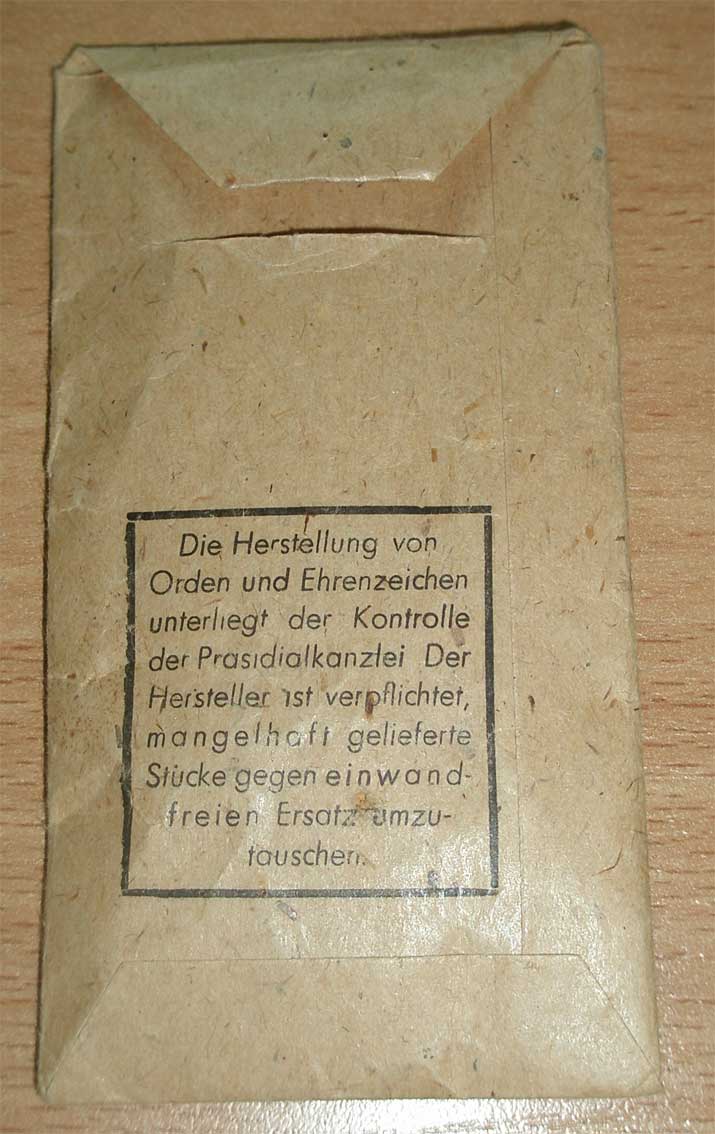 Die Herstellung von
Orden und Ehrenzeichen
unterliegt der Kontrolle
der Präsidialkanzlei Der
Hersteller ist verpflichtet,
mangelhaft gelieferte
Stücke gegen einwand-
freien Ersatz umzu-
tauschen.